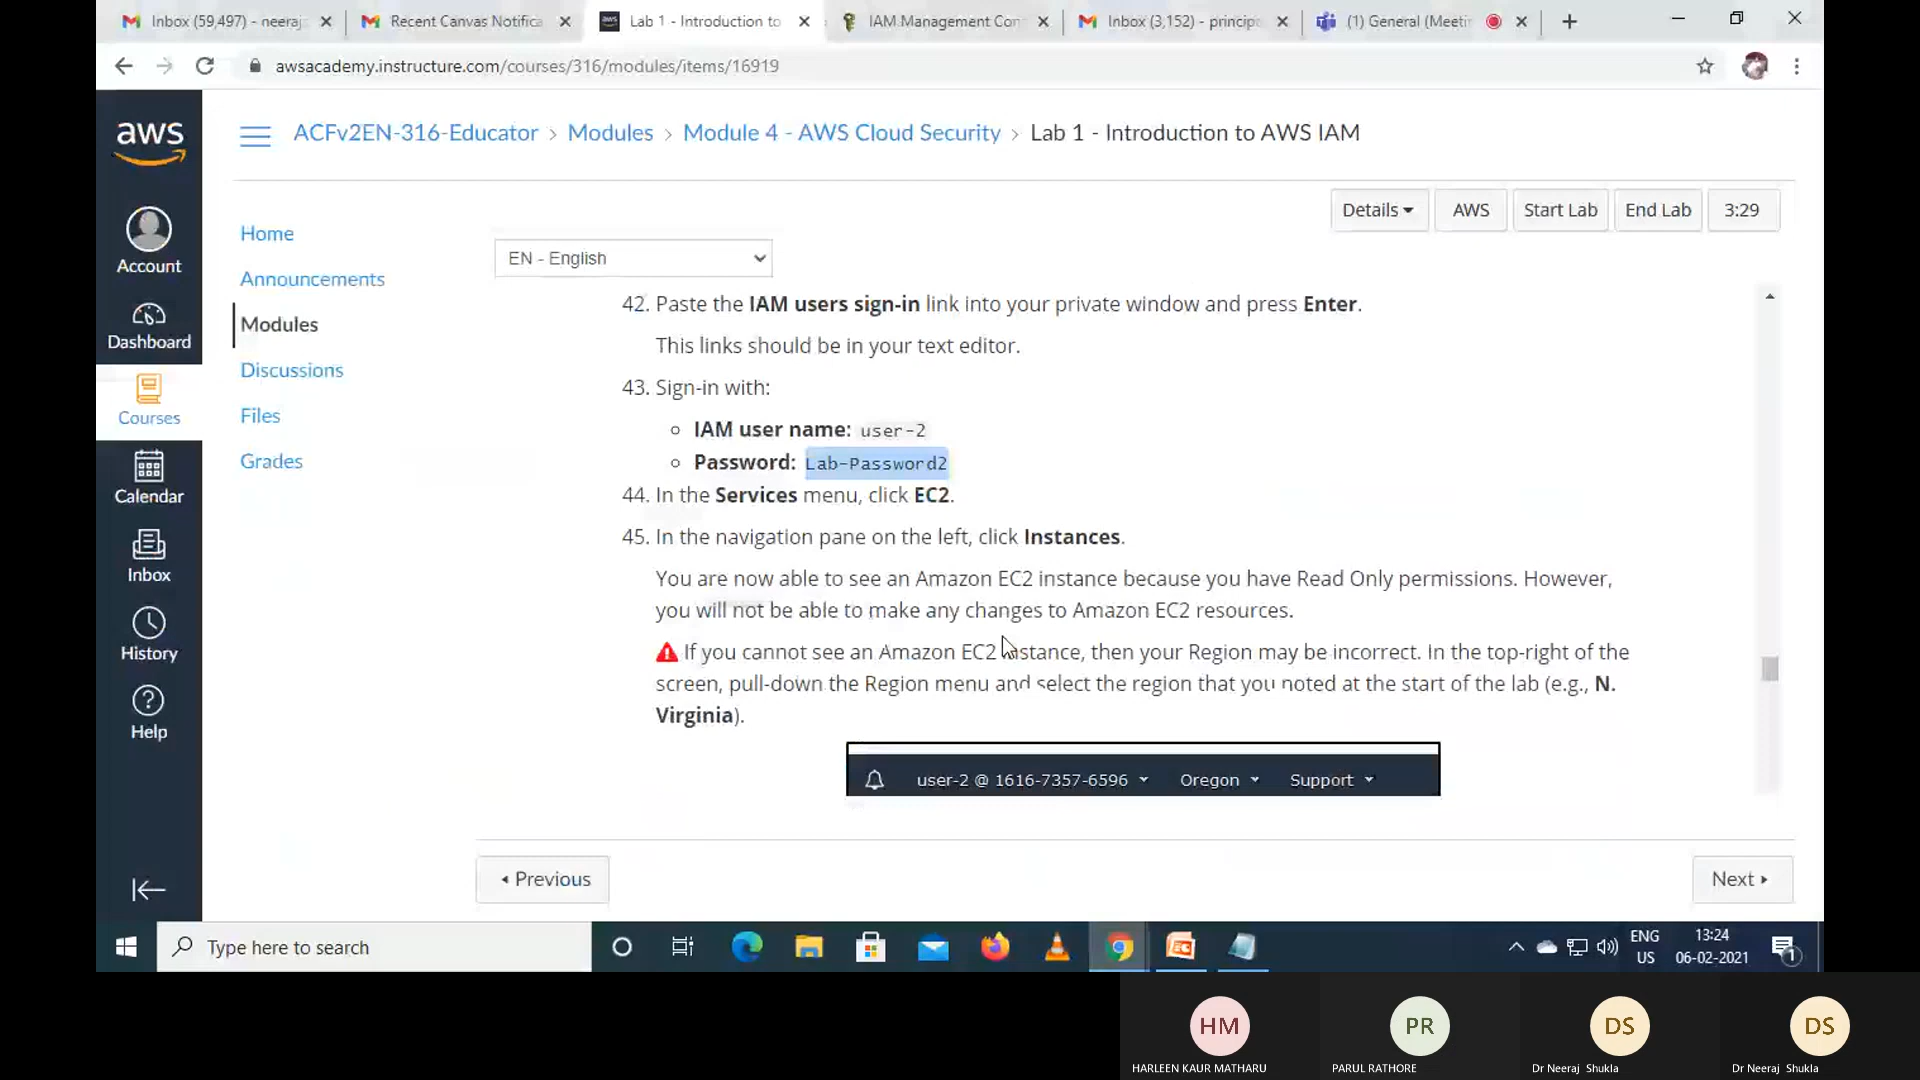 Inbox (59,497) - neeraj
Recent Canvas Notifica
Lab 1 - Introduction to
IAM Management Con
Inbox (3,152) - principa
(1) General (Meetin
awsacademy.instructure.com/courses/316/modules/items/16919
aws
ACFv2EN-316-Educator > Modules > Module 4 - AWS Cloud Security > Lab 1 - Introduction to AWS IAM
Account
Dashboard
Courses
Calendar
Inbox
History
Help
Home
Announcements
Modules
Discussions
Files
Grades
Details AWS Start Lab End Lab 3:29
EN - English
42. Paste the IAM users sign-in link into your private window and press Enter.
This links should be in your text editor.
43. Sign-in with:
IAM user name: user-2
Password: Lab-Password2
44. In the Services menu, click EC2.
45. In the navigation pane on the left, click Instances.
You are now able to see an Amazon EC2 instance because you have Read Only permissions. However,
you will not be able to make any changes to Amazon EC2 resources.
If you cannot see an Amazon EC2 instance, then your Region may be incorrect. In the top-right of the
screen, pull-down the Region menu and select the region that you noted at the start of the lab (e.g., N.
Virginia).
user-2 @ 1616-7357-6596 Oregon Support
Previous
Next
Type here to search
ENG
US
13:24
06-02-2021
1
HM
PR
DS
DS
HARLEEN KAUR MATHARU
PARUL RATHORE
Dr Neeraj Shukla
Dr Neeraj Shukla